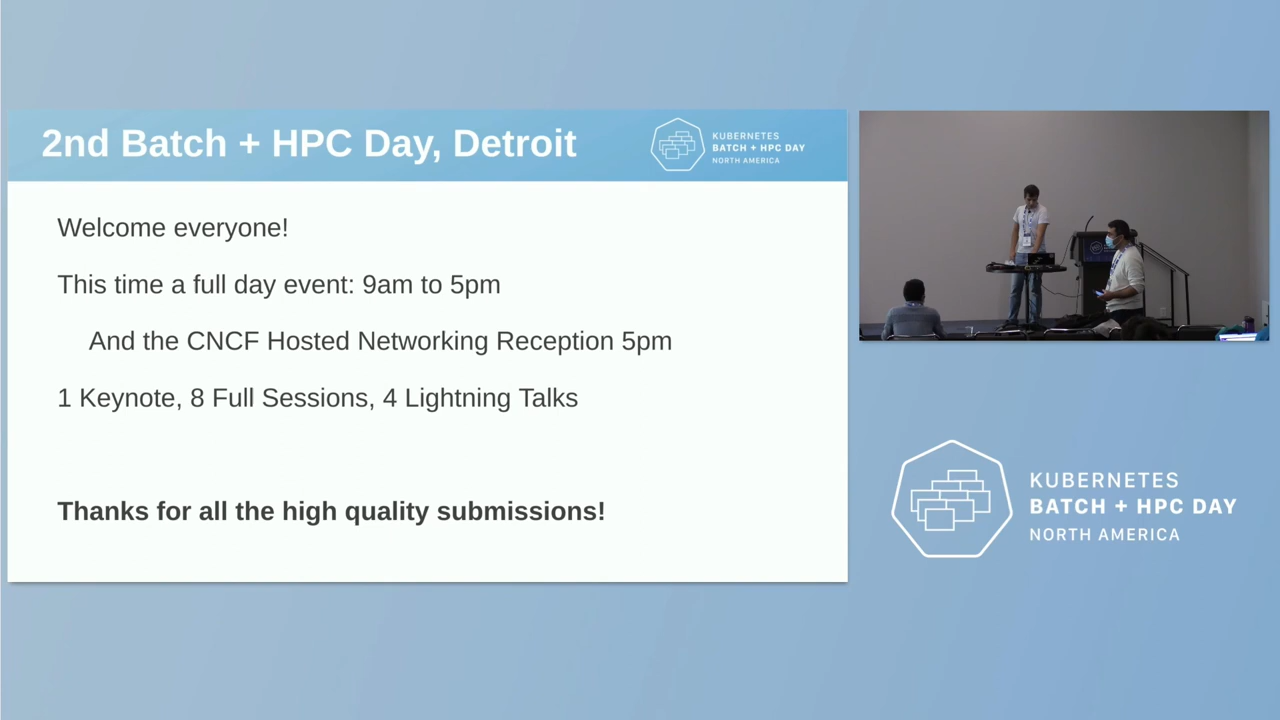 2nd Batch + HPC Day, Detroit
KUBERNETES
BATCH + HPC DAY
NORTH AMERICA
Welcome everyone!
This time a full day event: 9am to 5pm
And the CNCF Hosted Networking Reception 5pm
1 Keynote, 8 Full Sessions, 4 Lightning Talks
Thanks for all the high quality submissions!
KUBERNETES
BATCH + HPC DAY
NORTH AMERICA